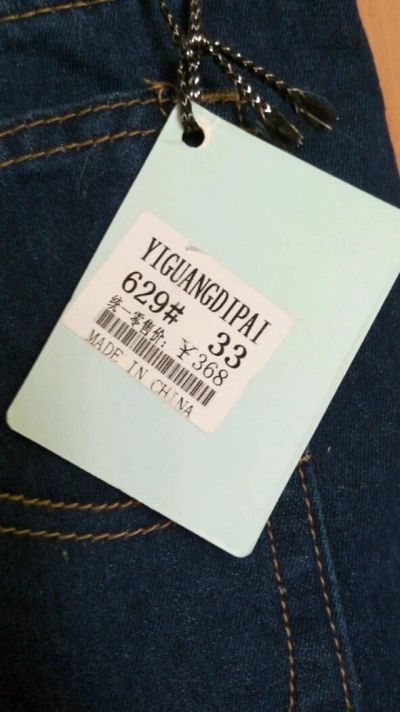 YIGUANGDIPAI
629# 33
统一零售价: ¥368
MADE IN CHINA